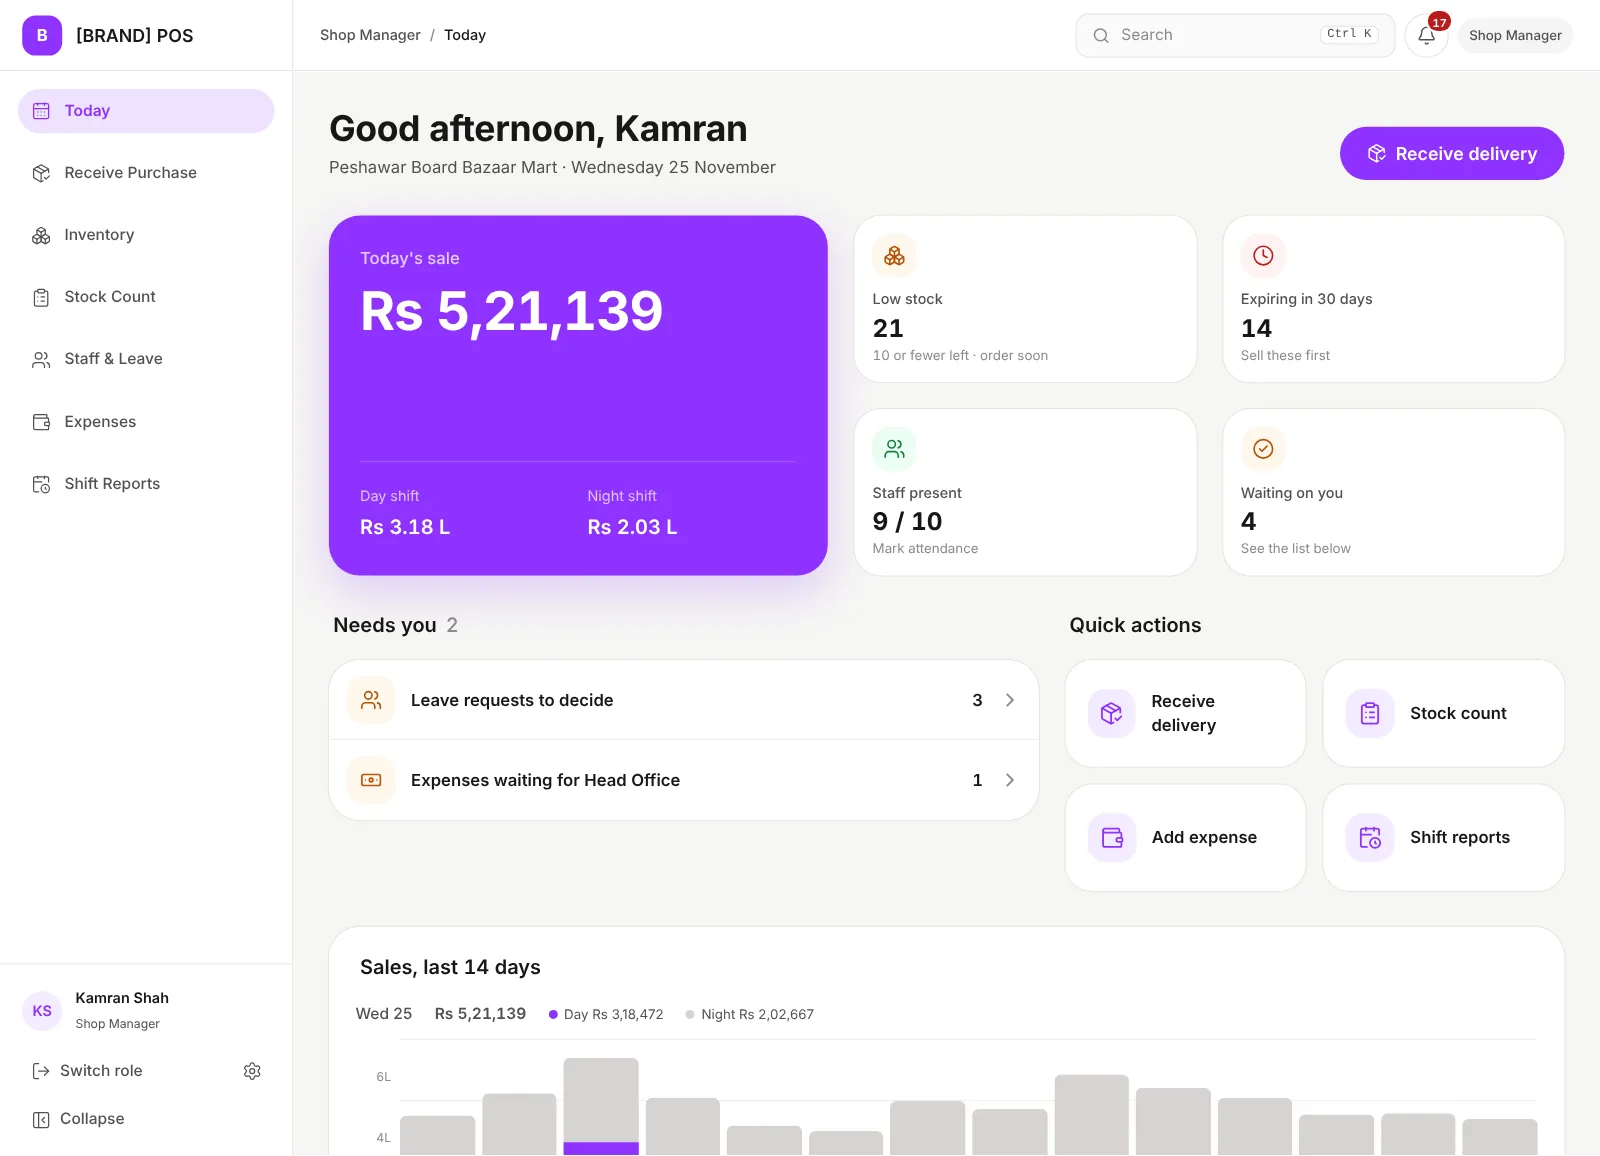 B [BRAND] POS
Shop Manager / Today
Search Ctrl K
17
Shop Manager
Today
Receive Purchase
Inventory
Stock Count
Staff & Leave
Expenses
Shift Reports
Good afternoon, Kamran
Peshawar Board Bazaar Mart · Wednesday 25 November
Receive delivery
Today's sale
Rs 5,21,139
Day shift
Rs 3.18 L
Night shift
Rs 2.03 L
Low stock
21
10 or fewer left · order soon
Expiring in 30 days
14
Sell these first
Staff present
9 / 10
Mark attendance
Waiting on you
4
See the list below
Needs you 2
Leave requests to decide 3
Expenses waiting for Head Office 1
Quick actions
Receive
delivery
Stock count
Add expense
Shift reports
Sales, last 14 days
Wed 25 Rs 5,21,139 Day Rs 3,18,472 Night Rs 2,02,667
6L
4L
KS
Kamran Shah
Shop Manager
Switch role
Collapse